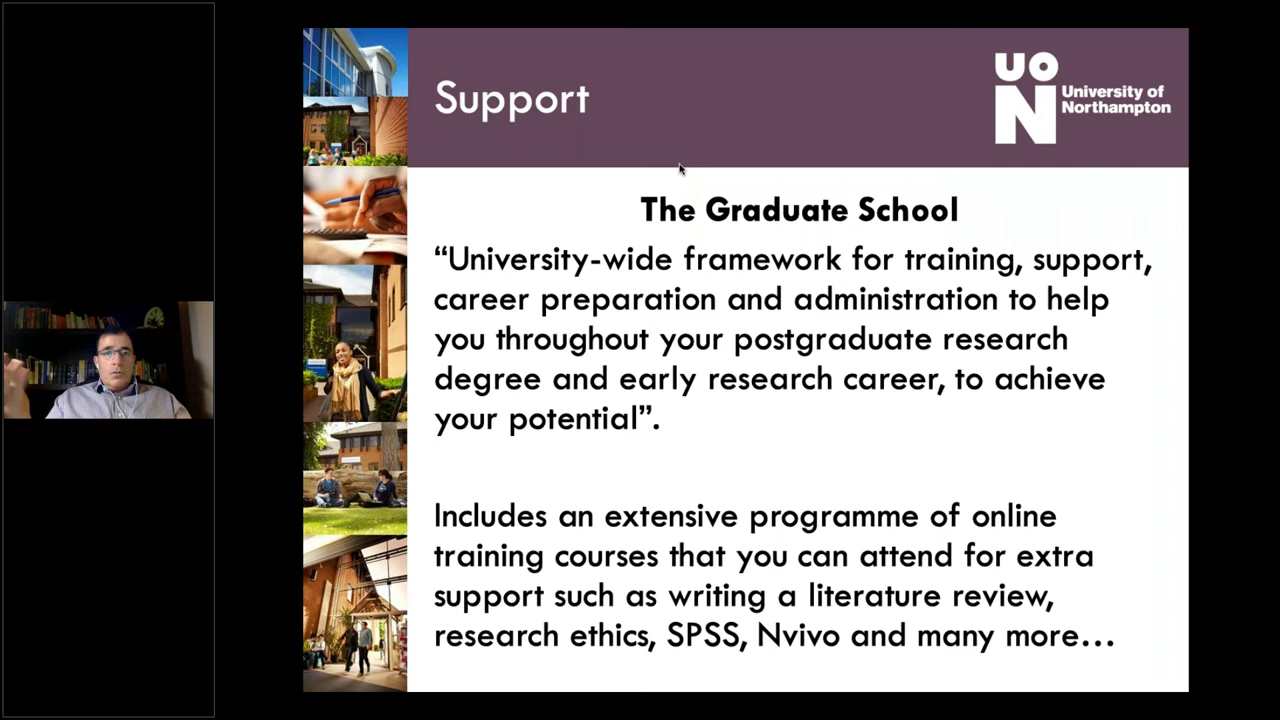 Support
UON
University of
Northampton
The Graduate School
“University-wide framework for training, support,
career preparation and administration to help
you throughout your postgraduate research
degree and early research career, to achieve
your potential”.
Includes an extensive programme of online
training courses that you can attend for extra
support such as writing a literature review,
research ethics, SPSS, Nvivo and many more…